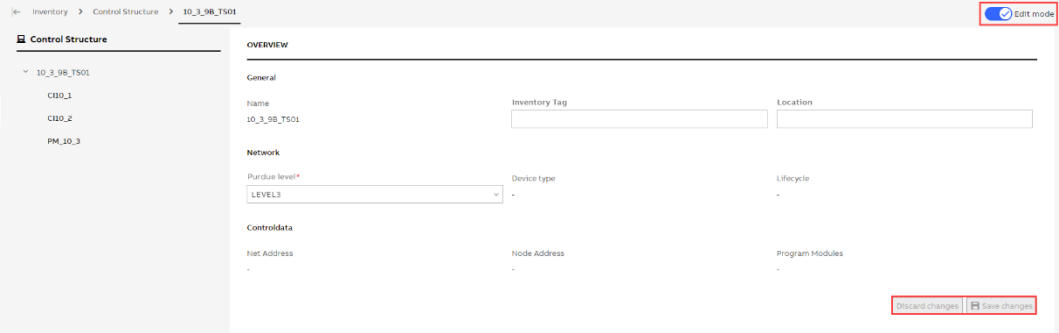 Inventory > Control Structure > 10_3_9B_TS01
Edit mode
Control Structure
10_3_9B_TS01
CI10_1
CI10_2
PM_10_3
OVERVIEW
General
Name Inventory Tag Location
10_3_9B_TS01
Network
Purdue level* Device type Lifecycle
LEVEL3 - -
Controldata
Net Address Node Address Program Modules
- - -
Discard changes Save changes